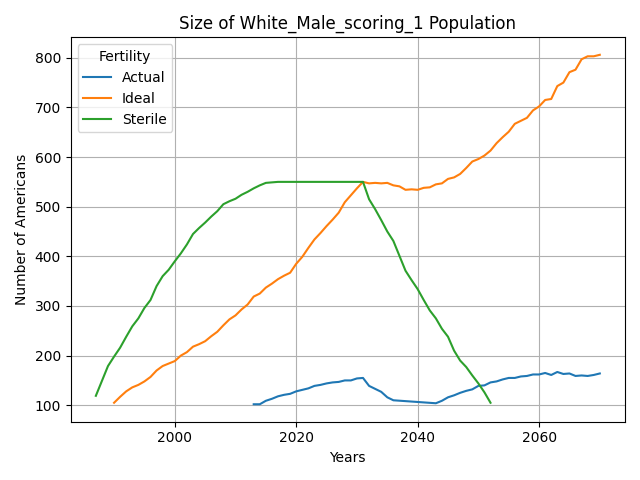 Size of White_Male_scoring_1 Population
Fertility
Actual
Ideal
Sterile
Number of Americans
800
700
600
500
400
300
200
100
2000
2020
2040
2060
Years